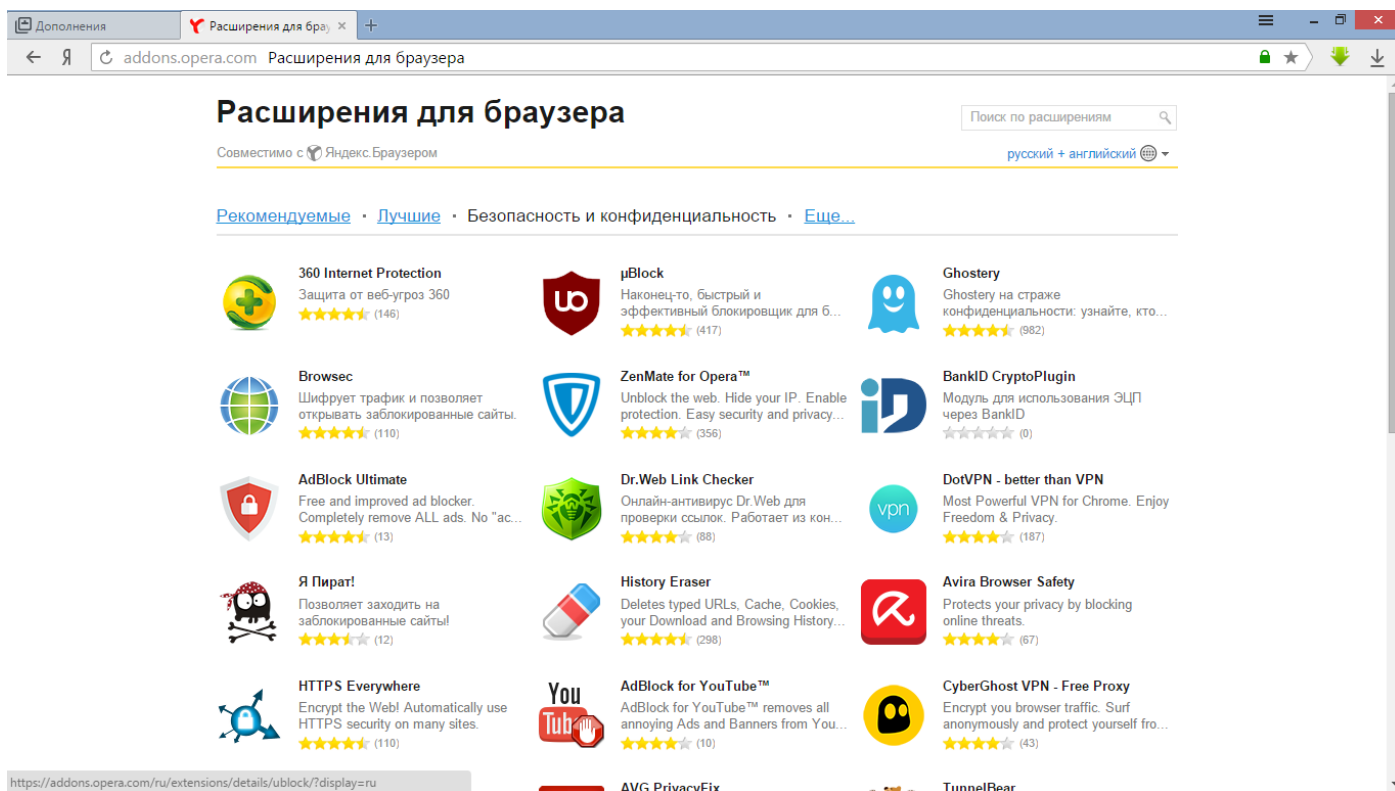 Дополнения
Расширения для брау
addons.opera.com Расширения для браузера
Расширения для браузера
Поиск по расширениям
Совместимо с Яндекс.Браузером
русский + английский
Рекомендуемые · Лучшие · Безопасность и конфиденциальность · Еще...
360 Internet Protection
Защита от веб-угроз 360
(146)
uo
µBlock
Наконец-то, быстрый и
эффективный блокировщик для б...
(417)
Ghostery
Ghostery на страже
конфиденциальности: узнайте, кто...
(982)
Browsec
Шифрует трафик и позволяет
открывать заблокированные сайты.
(110)
ZenMate for Opera™
Unblock the web. Hide your IP. Enable
protection. Easy security and privacy...
(356)
iD
BankID CryptoPlugin
Модуль для использования ЭЦП
через BankID
(0)
AdBlock Ultimate
Free and improved ad blocker.
Completely remove ALL ads. No "ac...
(13)
Dr.Web Link Checker
Онлайн-антивирус Dr.Web для
проверки ссылок. Работает из кон...
(88)
vpn
DotVPN - better than VPN
Most Powerful VPN for Chrome. Enjoy
Freedom & Privacy.
(187)
Я Пират!
Позволяет заходить на
заблокированные сайты!
(12)
History Eraser
Deletes typed URLs, Cache, Cookies,
your Download and Browsing History...
(298)
Avira Browser Safety
Protects your privacy by blocking
online threats.
(67)
HTTPS Everywhere
Encrypt the Web! Automatically use
HTTPS security on many sites.
(110)
You
Tub
AdBlock for YouTube™
AdBlock for YouTube™ removes all
annoying Ads and Banners from You...
(10)
CyberGhost VPN - Free Proxy
Encrypt you browser traffic. Surf
anonymously and protect yourself fro...
(43)
AVG PrivacyFix
TunnelBear
https://addons.opera.com/ru/extensions/details/ublock/?display=ru